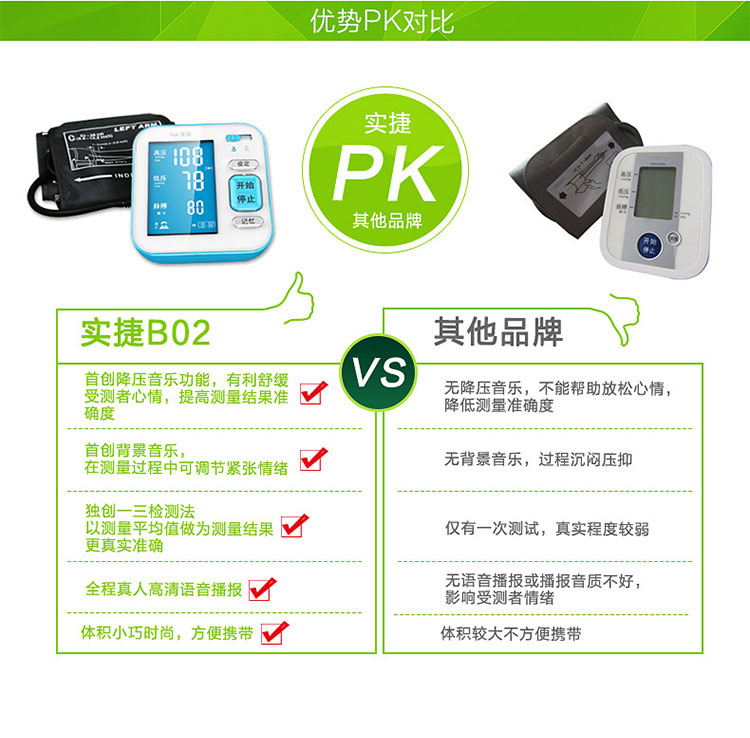 优势PK对比
LEFT ARM
INDEX
高压
108
低压
78
脉搏
80
设定
开始
停止
记忆
实捷
PK
其他品牌
高压
低压
脉搏
开始
停止
实捷B02
VS
其他品牌
首创降压音乐功能，有利舒缓
受测者心情，提高测量结果准
确度
无降压音乐，不能帮助放松心情，
降低测量准确度
首创背景音乐，
在测量过程中可调节紧张情绪
无背景音乐，过程沉闷压抑
独创一三检测法
以测量平均值做为测量结果
更真实准确
仅有一次测试，真实程度较弱
全程真人高清语音播报
无语音播报或播报音质不好，
影响受测者情绪
体积小巧时尚，方便携带
体积较大不方便携带